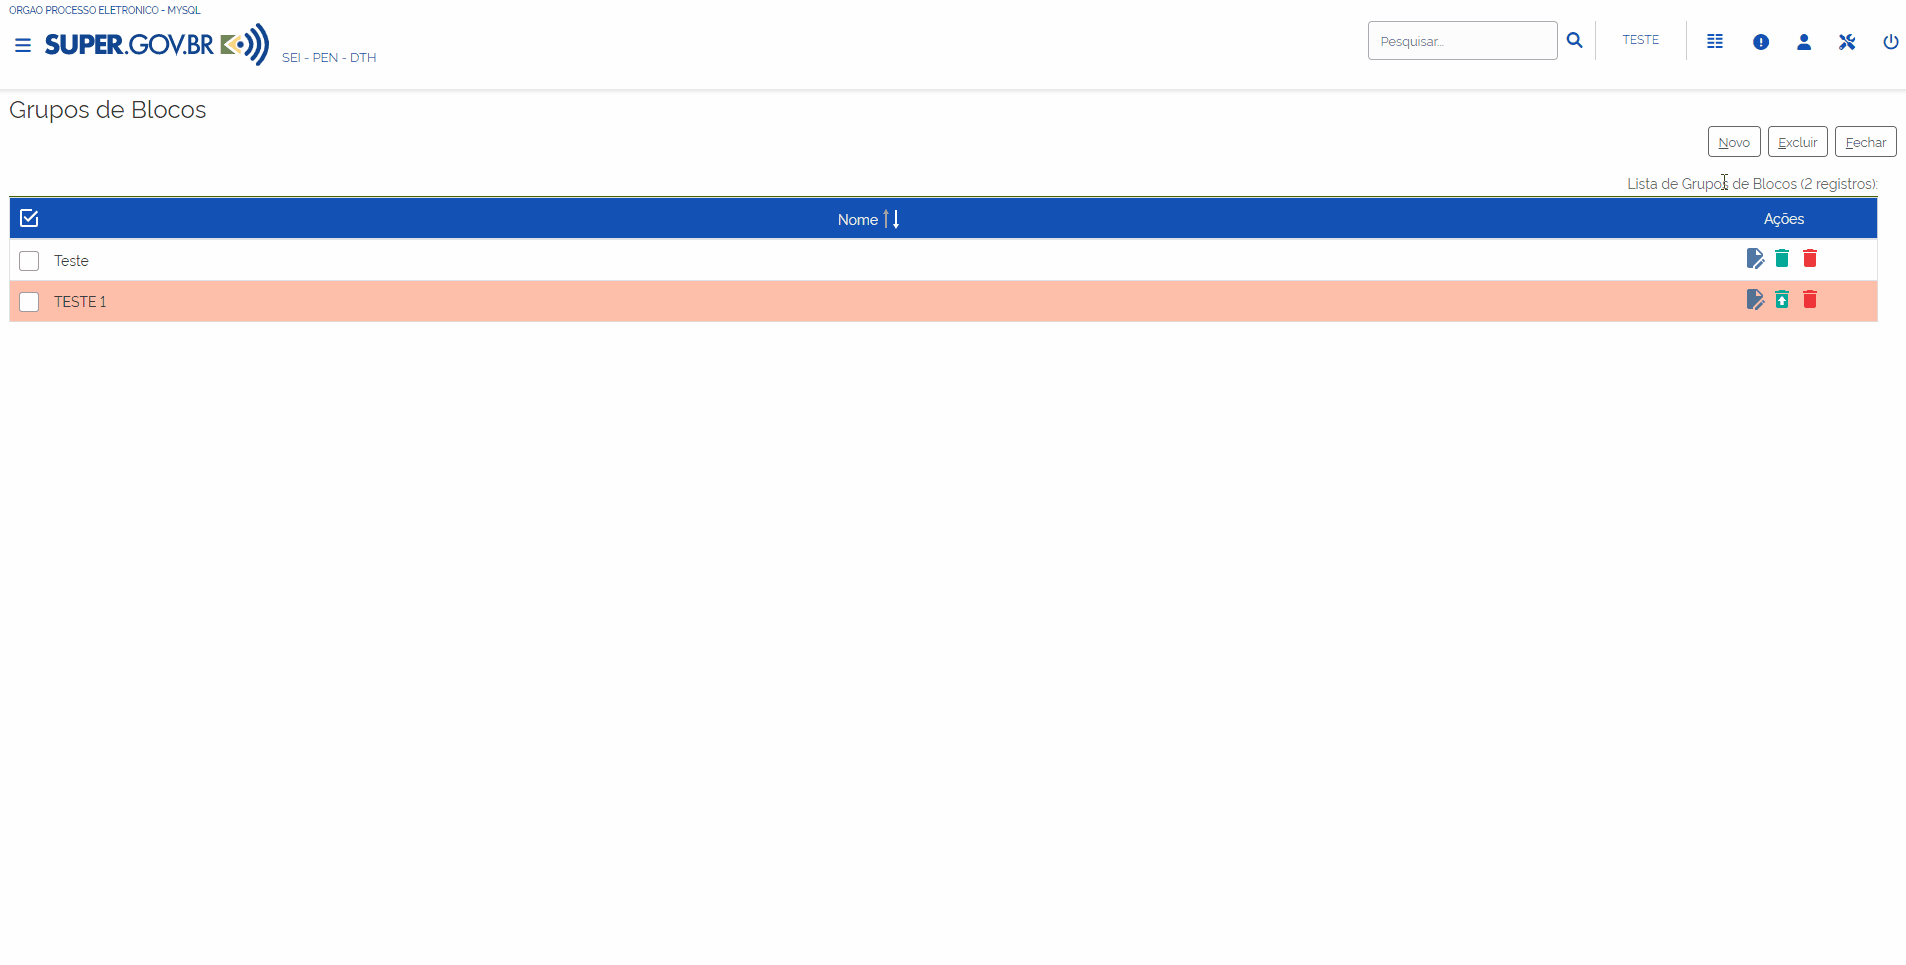 ORGAO PROCESSO ELETRONICO - MYSQL
SUPER.GOV.BR
SEI - PEN - DTH
Pesquisar...
TESTE
Grupos de Blocos
Novo
Excluir
Fechar
Lista de Grupos de Blocos (2 registros):
Nome Ações
Teste
TESTE 1